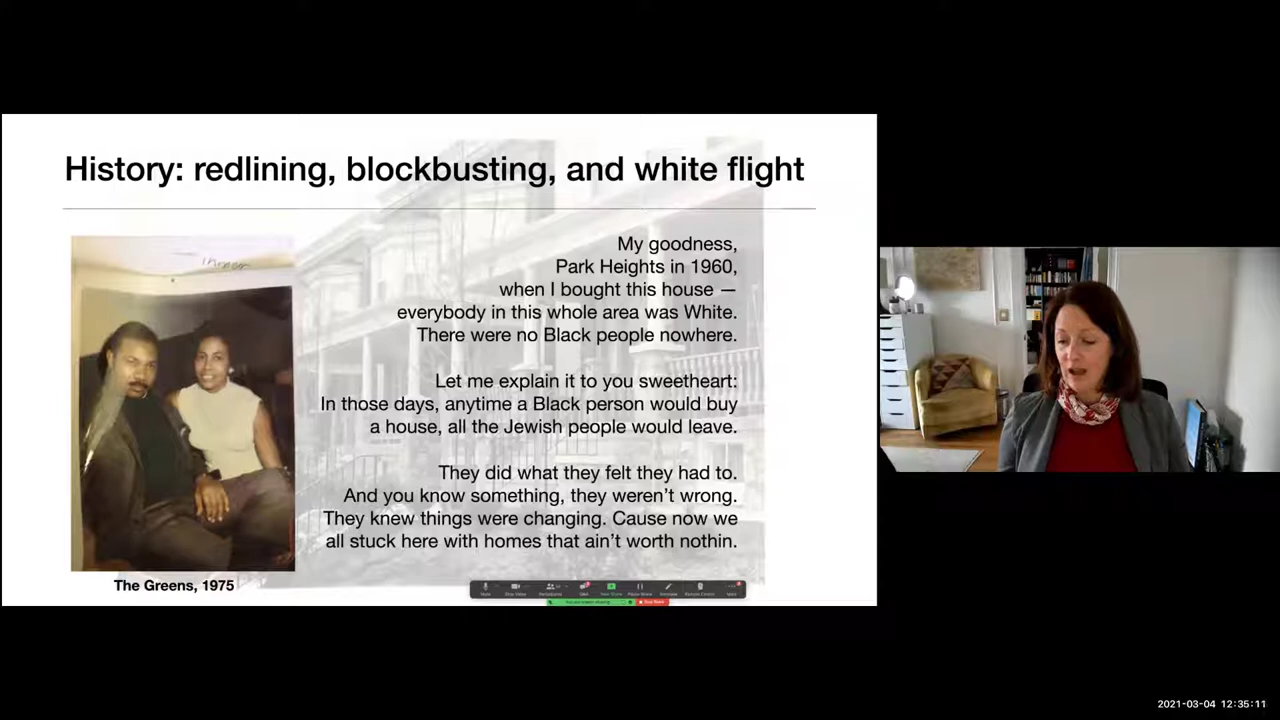 History: redlining, blockbusting, and white flight
My goodness,
Park Heights in 1960,
when I bought this house —
everybody in this whole area was White.
There were no Black people nowhere.
Let me explain it to you sweetheart:
In those days, anytime a Black person would buy
a house, all the Jewish people would leave.
They did what they felt they had to.
And you know something, they weren't wrong.
They knew things were changing. Cause now we
all stuck here with homes that ain't worth nothin.
The Greens, 1975
2021-03-04 12:35:11